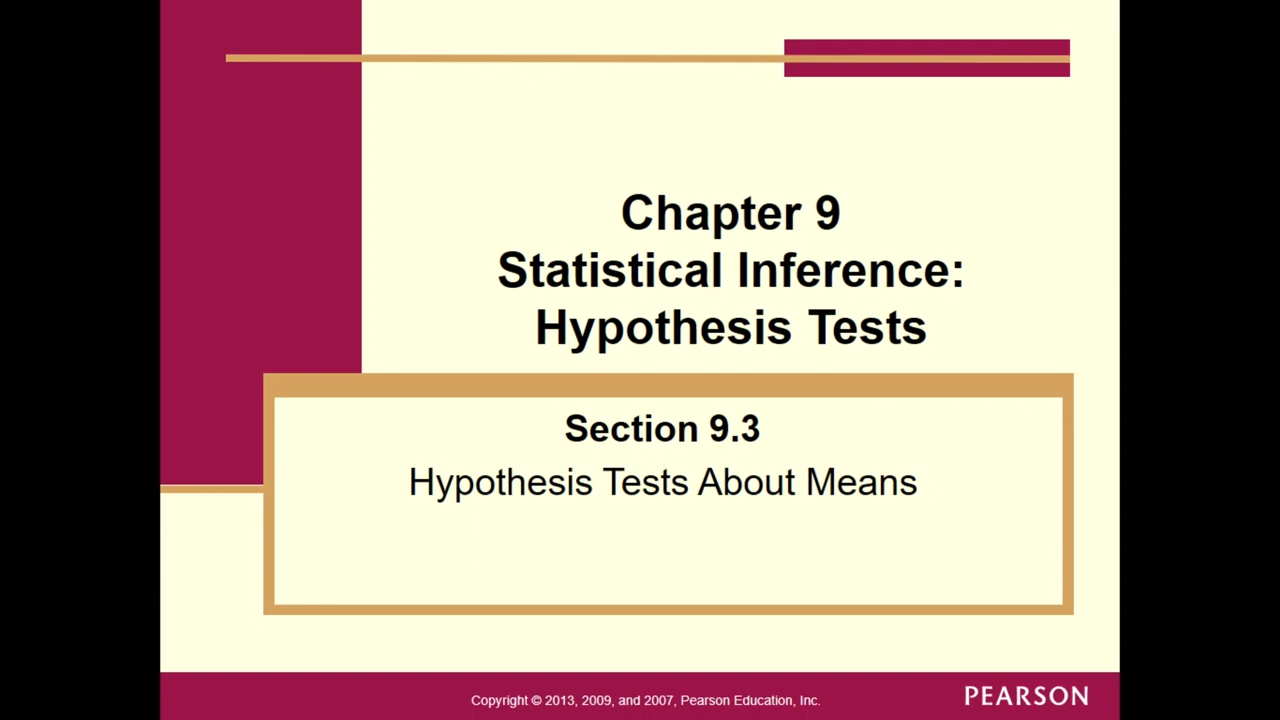 Chapter 9
Statistical Inference:
Hypothesis Tests
Section 9.3
Hypothesis Tests About Means
Copyright © 2013, 2009, and 2007, Pearson Education, Inc.
PEARSON